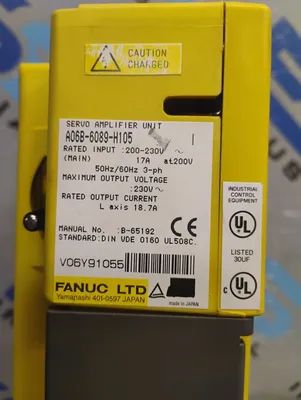 CAUTION
CHARGED
SERVO AMPLIFIER UNIT
A06B-6089-H105 I
RATED INPUT :200-230V~
(MAIN) 17A at200V
50Hz/60Hz 3-ph
MAXIMUM OUTPUT VOLTAGE
:230V~
RATED OUTPUT CURRENT
L axis 18.7A
MANUAL No. :B-65192
STANDARD:DIN VDE 0160 UL508C.
V06Y91055
FANUC LTD
Yamanashi 401-0597 JAPAN
made in JAPAN
INDUSTRIAL
CONTROL
EQUIPMENT
UL
LISTED
30UF
C UL